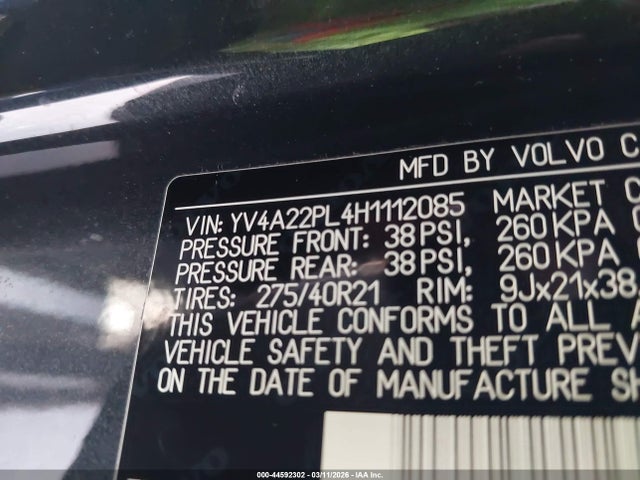 MFD BY VOLVO C
VIN: YV4A22PL4H1112085 MARKET C
PRESSURE FRONT: 38PSI, 260KPA
PRESSURE REAR: 38PSI, 260KPA
TIRES: 275/40R21 RIM: 9Jx21x38
THIS VEHICLE CONFORMS TO ALL A
VEHICLE SAFETY AND THEFT PREV
ON THE DATE OF MANUFACTURE SH
000-44592302 - 03/11/2026 - IAA Inc.